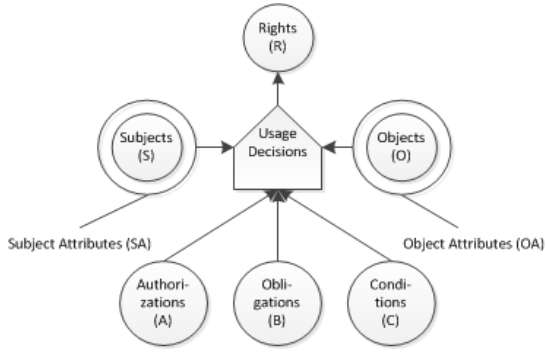 Rights
(R)
Subjects
(S)
Usage
Decisions
Objects
(O)
Subject Attributes (SA)
Object Attributes (OA)
Authori-
zations
(A)
Obli-
gations
(B)
Condi-
tions
(C)